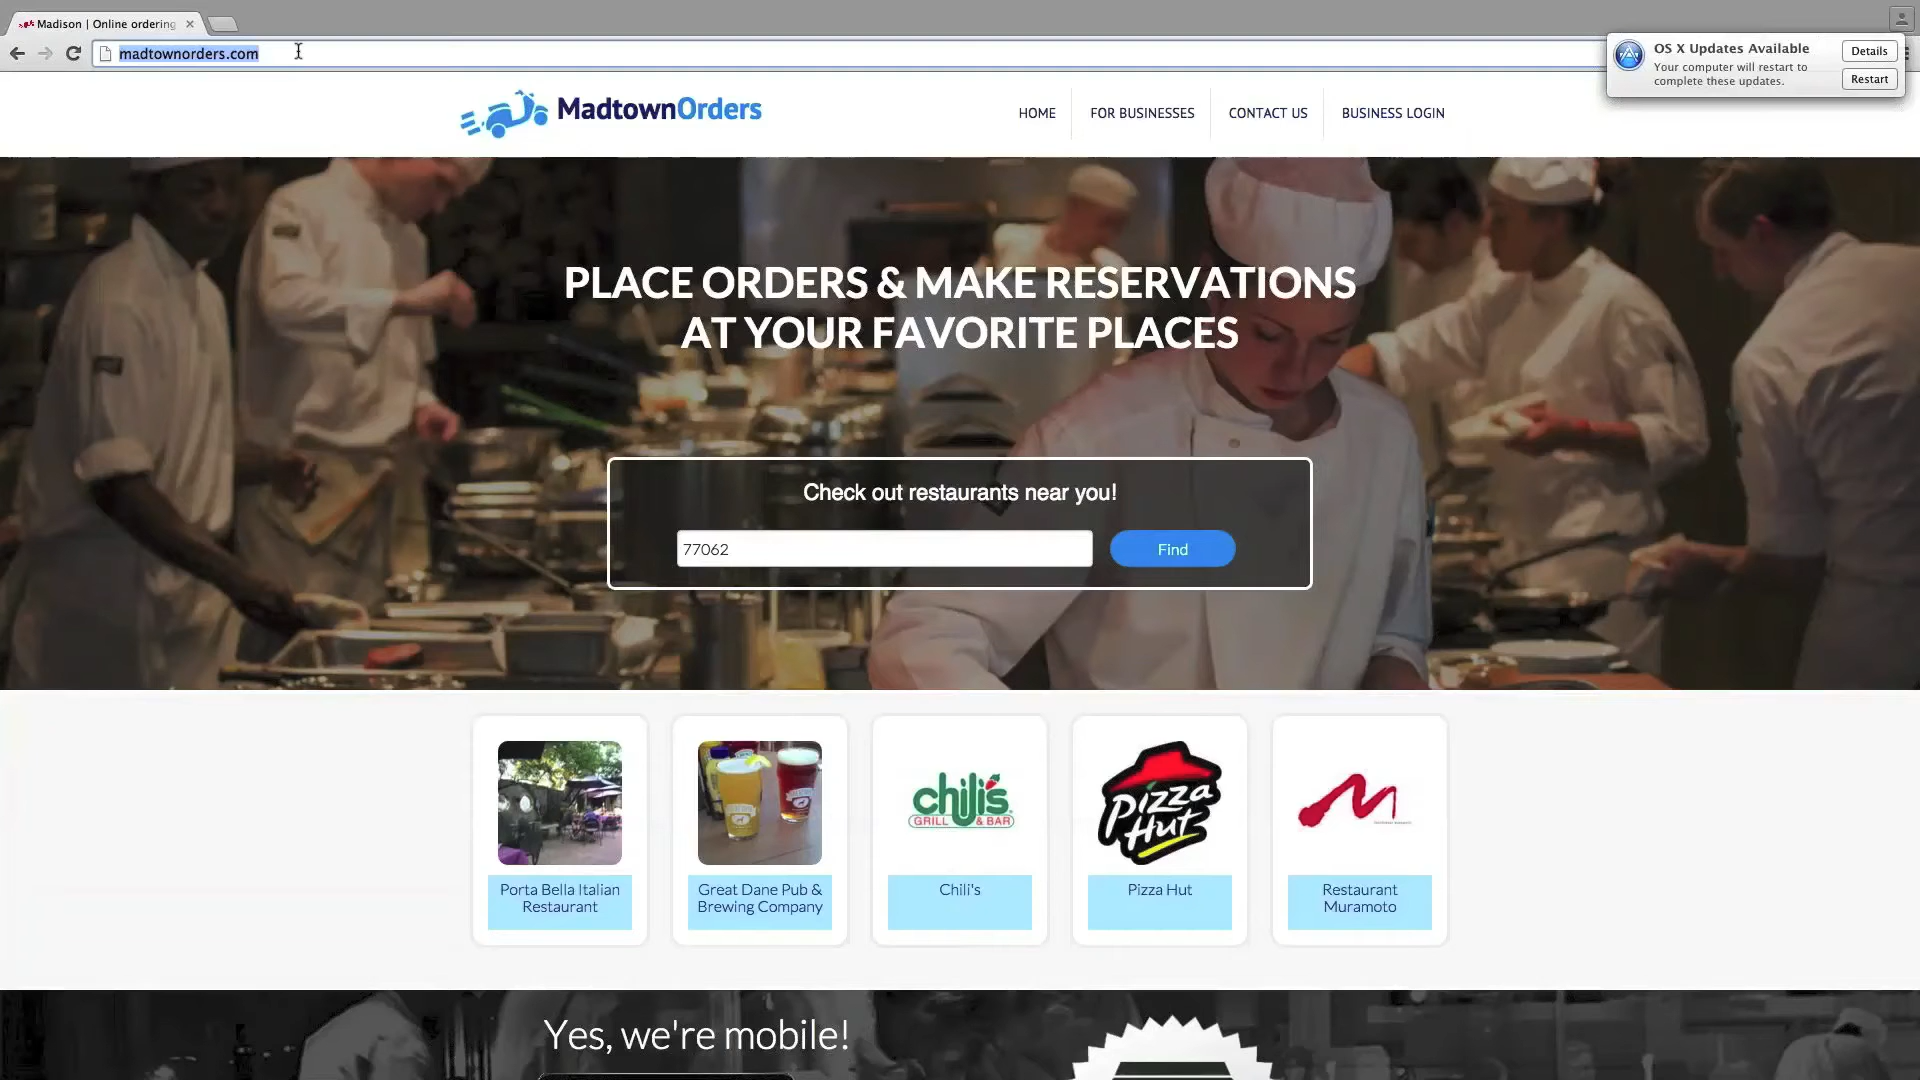 Madison | Online ordering
madtownorders.com
OS X Updates Available
Your computer will restart to
complete these updates.
Details
Restart
MadtownOrders
HOME
FOR BUSINESSES
CONTACT US
BUSINESS LOGIN
PLACE ORDERS & MAKE RESERVATIONS
AT YOUR FAVORITE PLACES
Check out restaurants near you!
77062
Find
chili's
GRILL & BAR
Pizza
Hut
Porta Bella Italian
Restaurant
Great Dane Pub &
Brewing Company
Chili's
Pizza Hut
Restaurant
Muramoto
Yes, we're mobile!